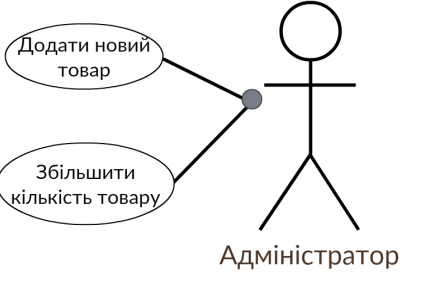 Додати новий
товар
Збільшити
кількість товару
Адміністратор